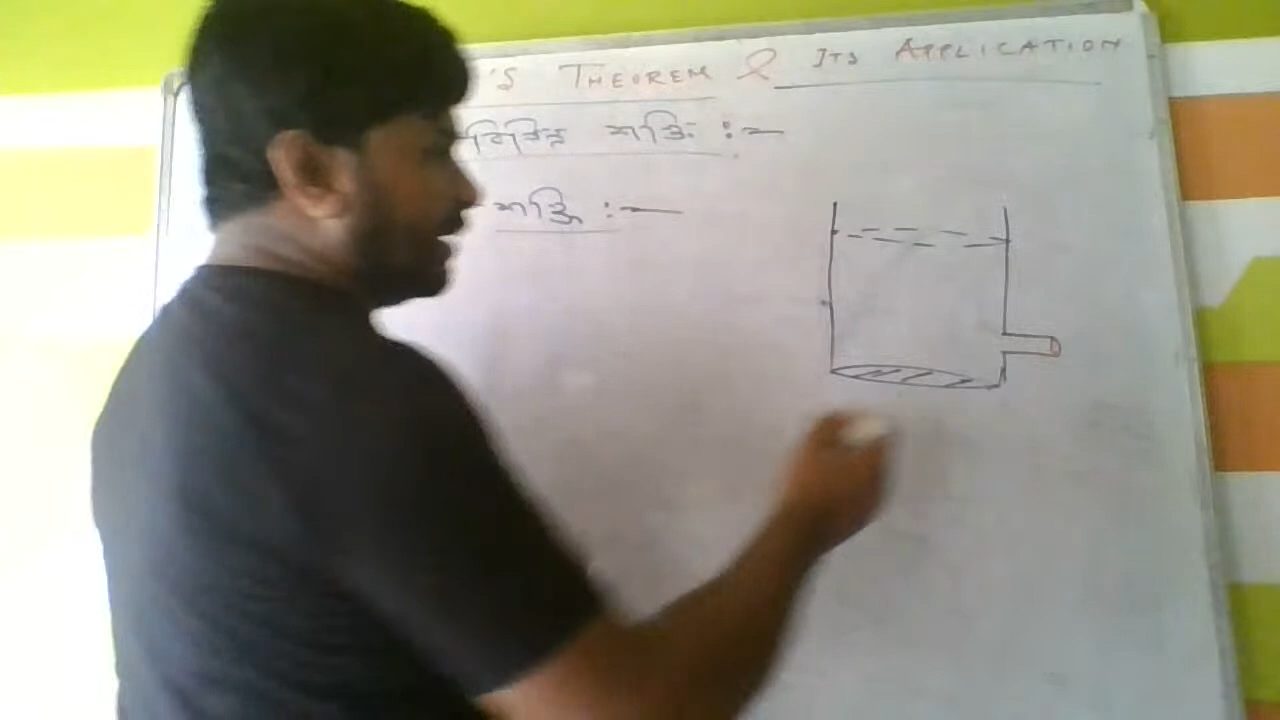 'S THEOREM & ITS APPLICATION
শক্তি :—
শক্তি :—